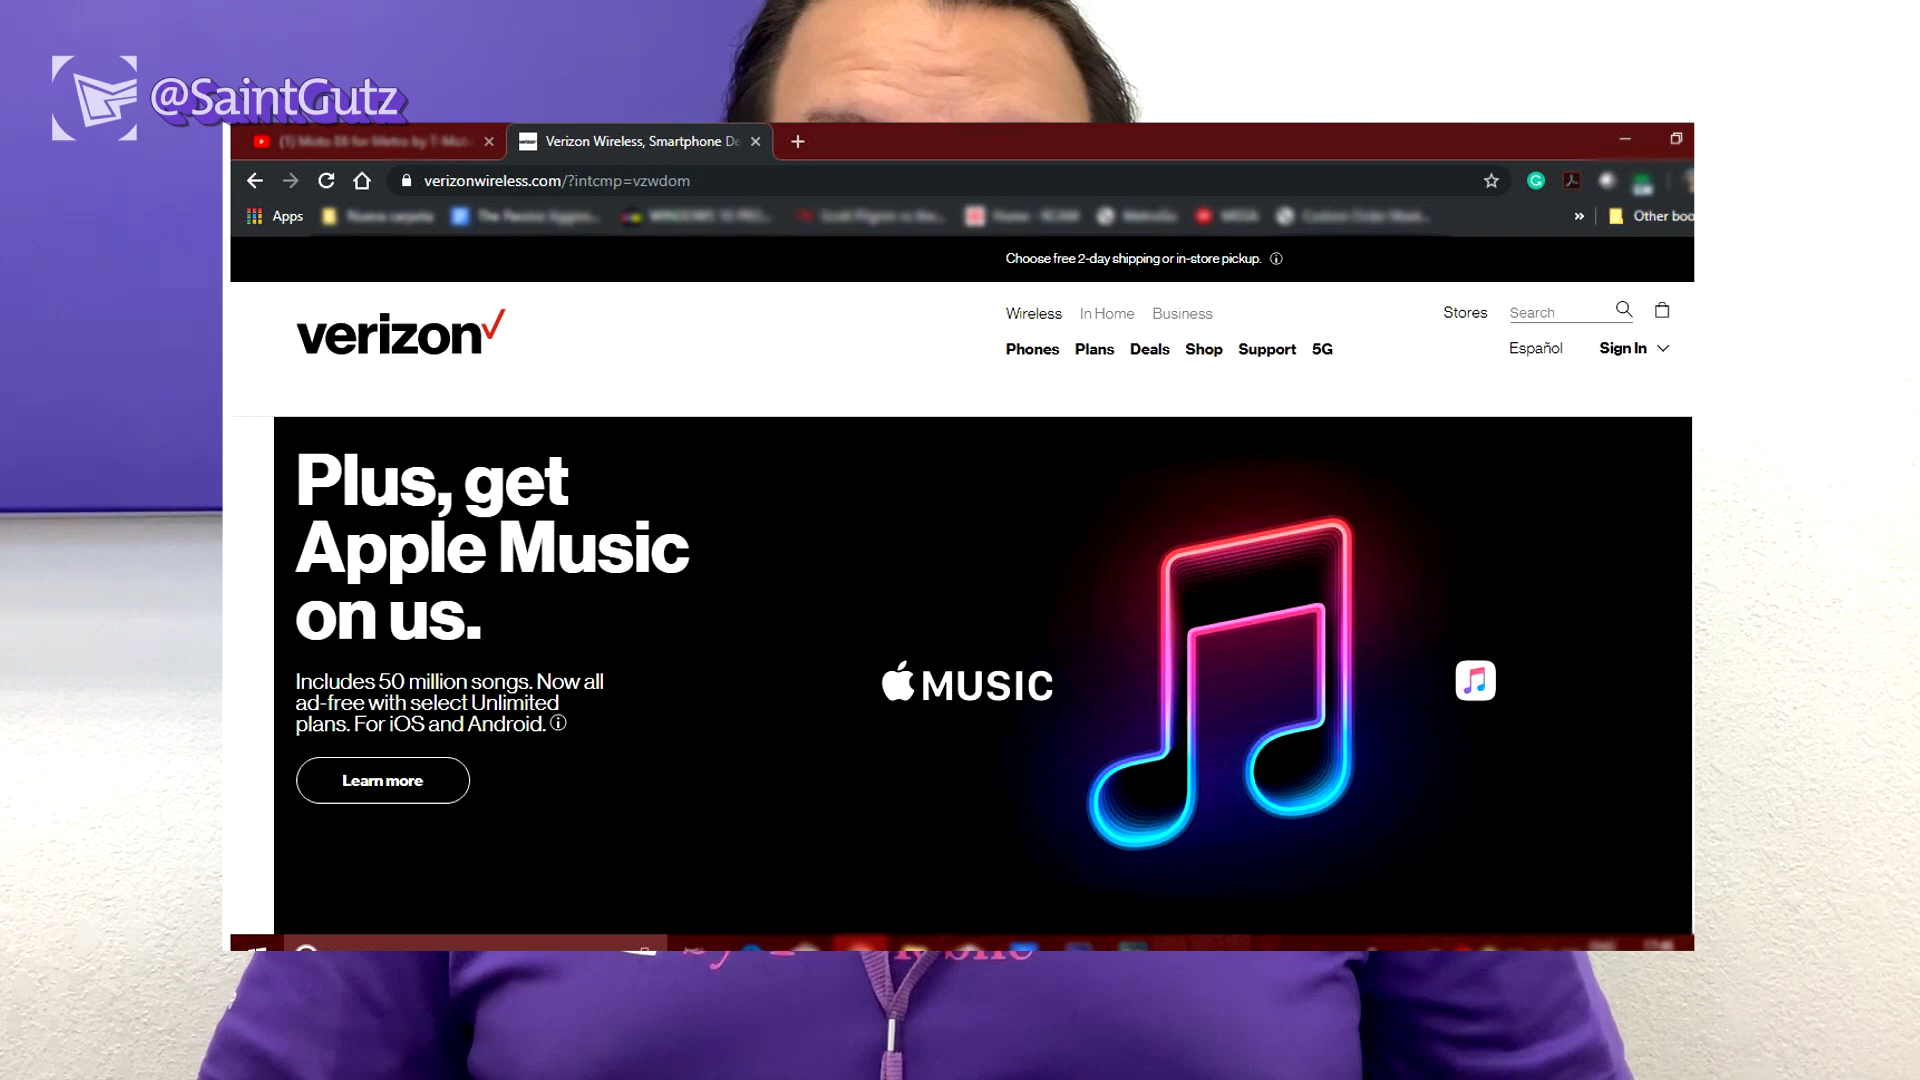 @SaintGutz
Verizon Wireless, Smartphone De
verizonwireless.com/?intcmp=vzwdom
Apps
Other boo
Choose free 2-day shipping or in-store pickup.
verizon
Wireless In Home Business
Stores Search
Phones Plans Deals Shop Support 5G
Español Sign In
Plus, get
Apple Music
on us.
Includes 50 million songs. Now all
ad-free with select Unlimited
plans. For iOS and Android.
Learn more
MUSIC